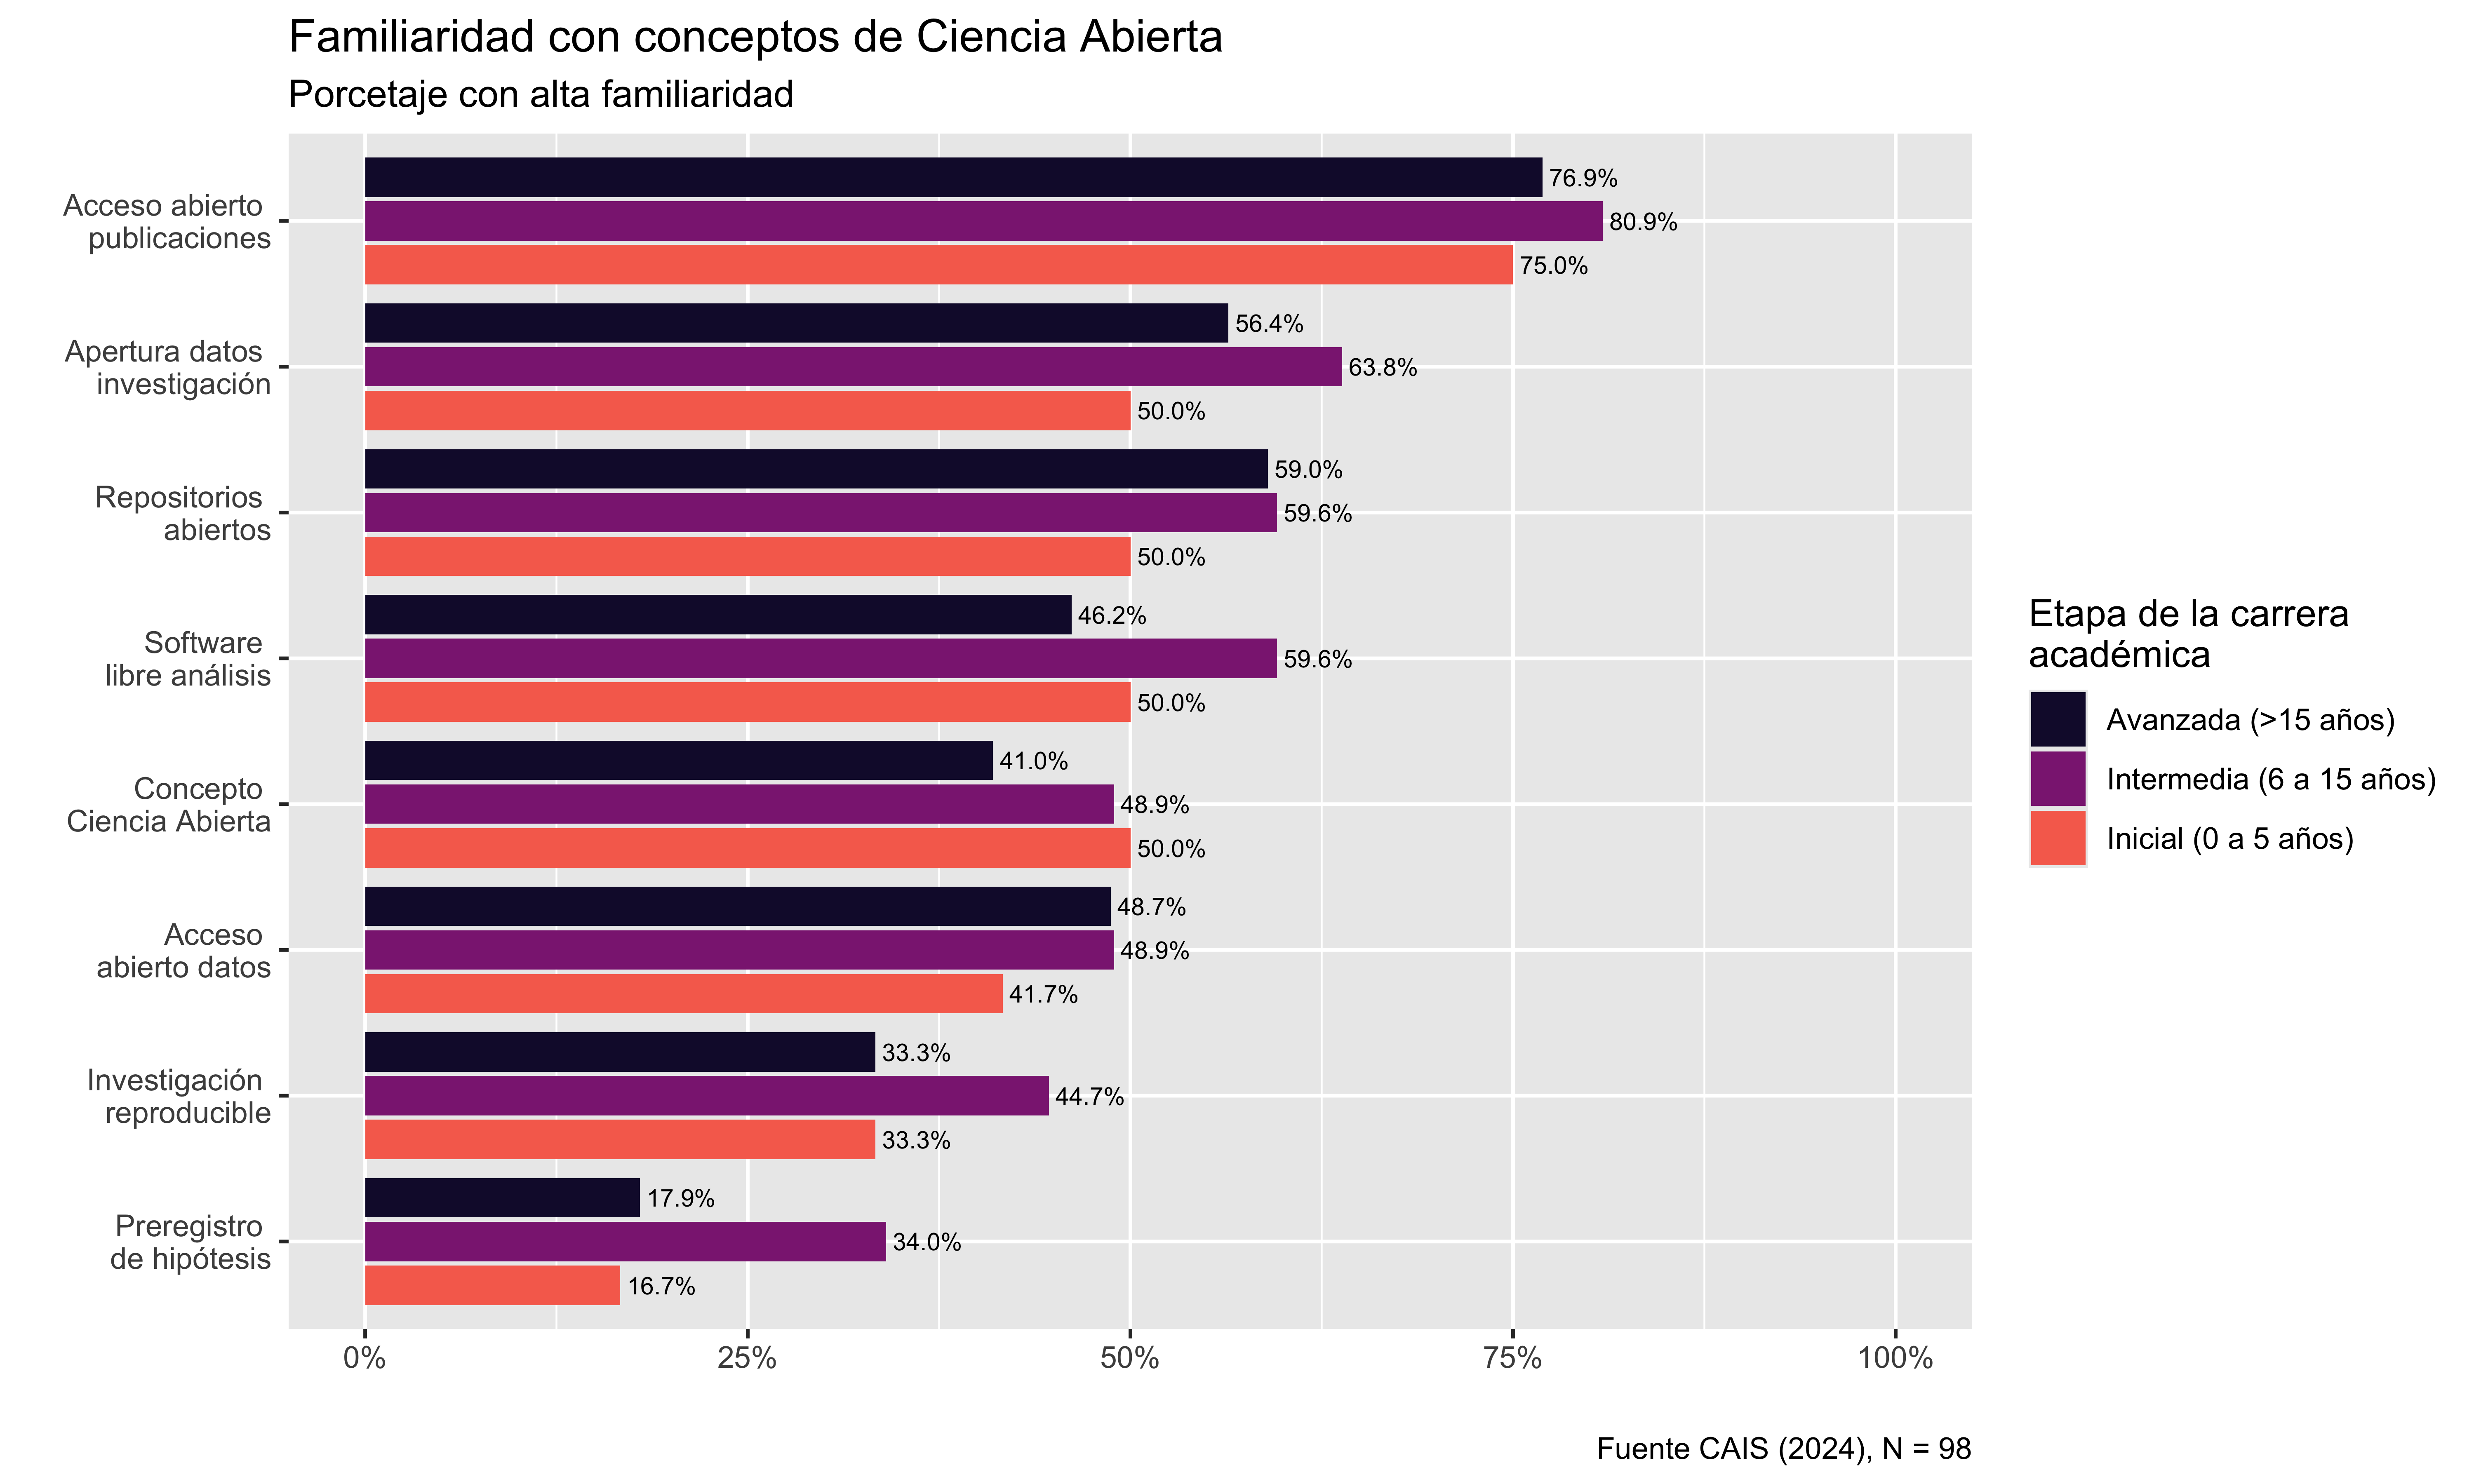 Familiaridad con conceptos de Ciencia Abierta
Porcetaje con alta familiaridad
Acceso abierto
publicaciones
76.9%
80.9%
75.0%
Apertura datos
investigación
56.4%
63.8%
50.0%
Repositorios
abiertos
59.0%
59.6%
50.0%
Software
libre análisis
46.2%
59.6%
50.0%
Concepto
Ciencia Abierta
41.0%
48.9%
50.0%
Acceso
abierto datos
48.7%
48.9%
41.7%
Investigación
reproducible
33.3%
44.7%
33.3%
Preregistro
de hipótesis
17.9%
34.0%
16.7%
0% 25% 50% 75% 100%
Etapa de la carrera
académica
Avanzada (>15 años)
Intermedia (6 a 15 años)
Inicial (0 a 5 años)
Fuente CAIS (2024), N = 98